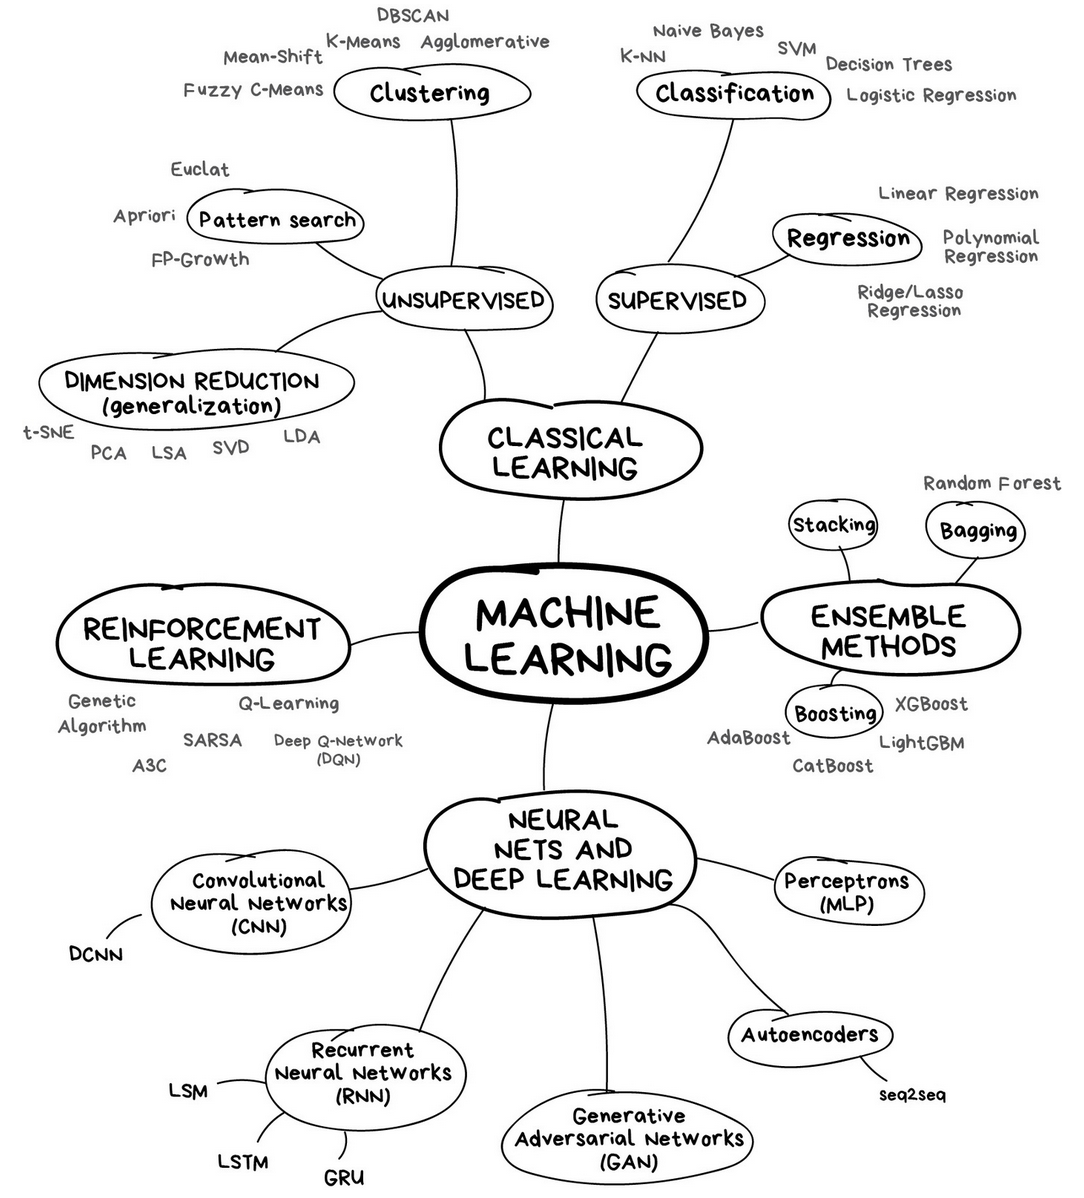 DBSCAN
K-Means
Agglomerative
Mean-Shift
Fuzzy C-Means
Clustering
Naive Bayes
K-NN
SVM
Decision Trees
Classification
Logistic Regression
Euclat
Apriori
Pattern search
FP-Growth
Linear Regression
Regression
Polynomial
Regression
Ridge/Lasso
Regression
UNSUPERVISED
SUPERVISED
DIMENSION REDUCTION
(generalization)
t-SNE
PCA
LSA
SVD
LDA
CLASSICAL
LEARNING
Random Forest
Stacking
Bagging
MACHINE
LEARNING
REINFORCEMENT
LEARNING
ENSEMBLE
METHODS
Genetic
Algorithm
Q-Learning
SARSA
Deep Q-Network
(DQN)
A3C
Boosting
XGBoost
AdaBoost
LightGBM
CatBoost
NEURAL
NETS AND
DEEP LEARNING
Convolutional
Neural Networks
(CNN)
DCNN
Perceptrons
(MLP)
Autoencoders
seq2seq
Recurrent
Neural Networks
(RNN)
LSM
LSTM
GRU
Generative
Adversarial Networks
(GAN)